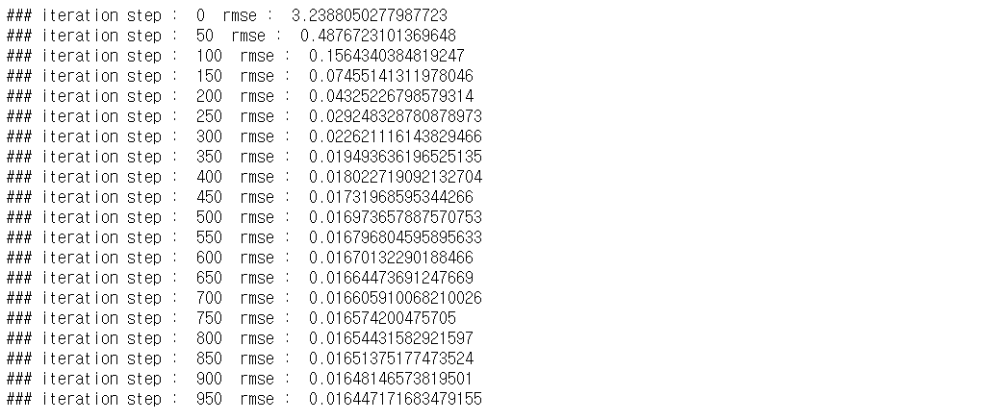 ### iteration step :  0  rmse :  3.2388050277987723
### iteration step :  50  rmse :  0.4876723101369648
### iteration step :  100  rmse :  0.1564340384819247
### iteration step :  150  rmse :  0.07455141311978046
### iteration step :  200  rmse :  0.04325226798579314
### iteration step :  250  rmse :  0.029248328780878973
### iteration step :  300  rmse :  0.022621116143829466
### iteration step :  350  rmse :  0.019493636196525135
### iteration step :  400  rmse :  0.018022719092132704
### iteration step :  450  rmse :  0.01731968595344266
### iteration step :  500  rmse :  0.016973657887570753
### iteration step :  550  rmse :  0.016796804595895633
### iteration step :  600  rmse :  0.01670132290188466
### iteration step :  650  rmse :  0.01664473691247669
### iteration step :  700  rmse :  0.016605910068210026
### iteration step :  750  rmse :  0.016574200475705
### iteration step :  800  rmse :  0.01654431582921597
### iteration step :  850  rmse :  0.01651375177473524
### iteration step :  900  rmse :  0.01648146573819501
### iteration step :  950  rmse :  0.016447171683479155